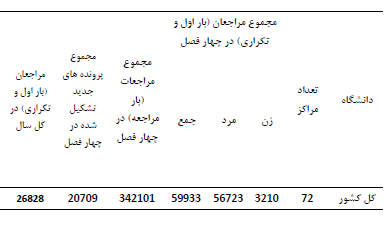 مجموع مراجعان (بار اول و
تکراری) در چهار فصل
دانشگاه
تعداد
مراکز
زن
مرد
جمع
مجموع
مراجعات
(بار
مراجعه) در
چهار فصل
مجموع
پرونده های
جدید
تشکیل
شده در
چهار فصل
مراجعان
(بار اول و
تکراری) در
کل سال
کل کشور
72
3210
56723
59933
342101
20709
26828